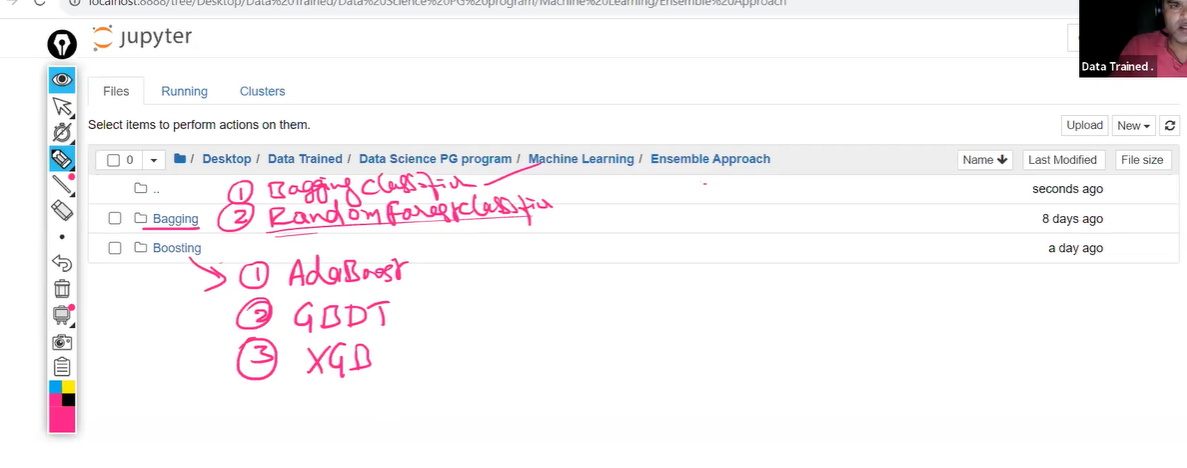 localhost:8888/tree/Desktop/Data%20Trained/Data%20Science%20PG%20program/Machine%20Learning/Ensemble%20Approach
jupyter
Data Trained .
Files Running Clusters
Select items to perform actions on them.
Upload New
0 / Desktop / Data Trained / Data Science PG program / Machine Learning / Ensemble Approach Name Last Modified File size
.. seconds ago
① Bagging Classifier
Bagging 8 days ago
② RandomForestClassifier
Boosting a day ago
① AdaBoost
② GBDT
③ XGB